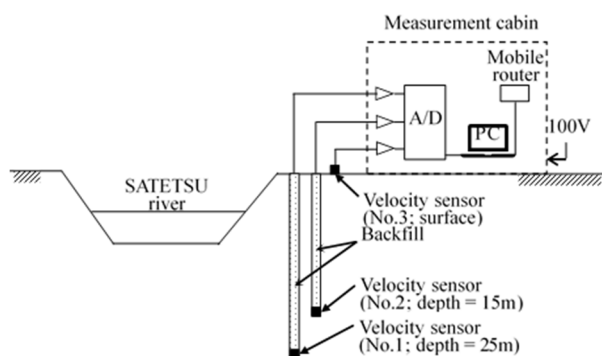 Measurement cabin
Mobile
router
A/D
PC
100V
SATETSU
river
Velocity sensor
(No.3; surface)
Backfill
Velocity sensor
(No.2; depth = 15m)
Velocity sensor
(No.1; depth = 25m)